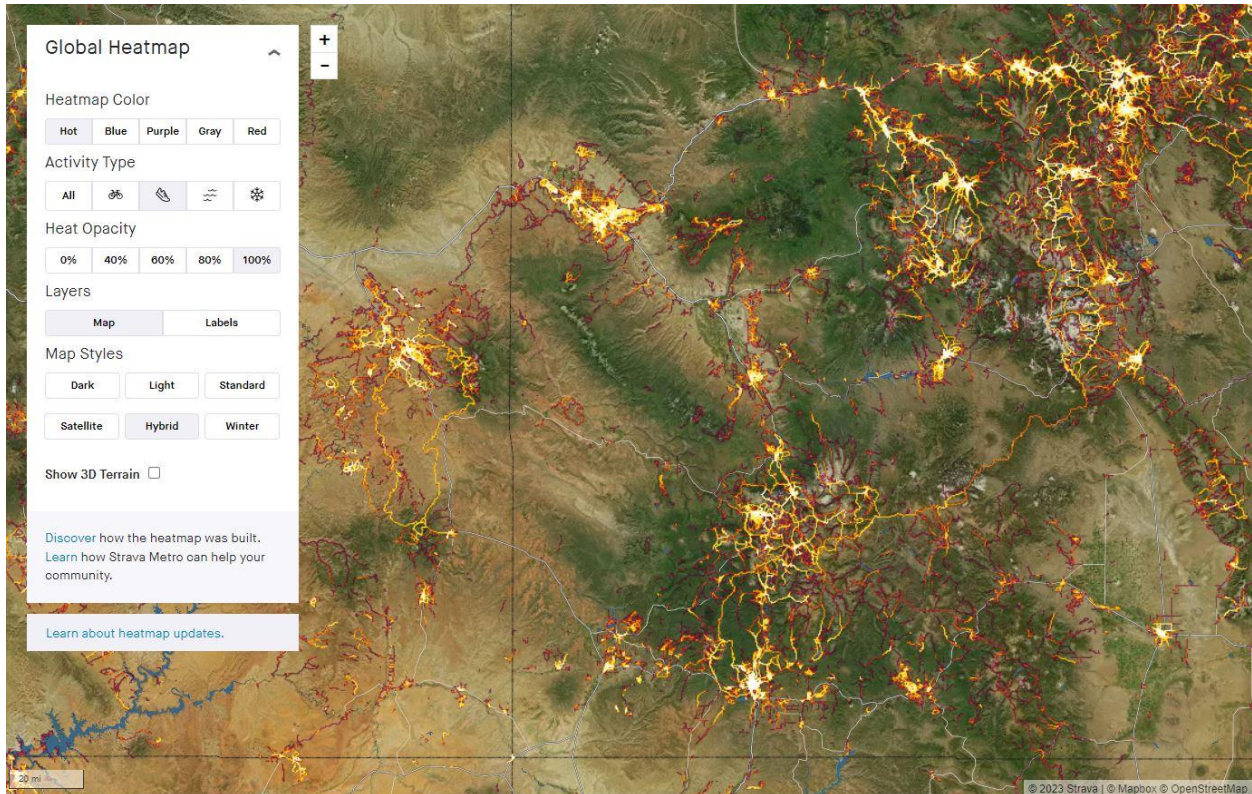 Global Heatmap
+
-
Heatmap Color
Hot Blue Purple Gray Red
Activity Type
All
Heat Opacity
0% 40% 60% 80% 100%
Layers
Map Labels
Map Styles
Dark Light Standard
Satellite Hybrid Winter
Show 3D Terrain
Discover how the heatmap was built.
Learn how Strava Metro can help your
community.
Learn about heatmap updates.
20 mi
© 2023 Strava | © Mapbox © OpenStreetMap